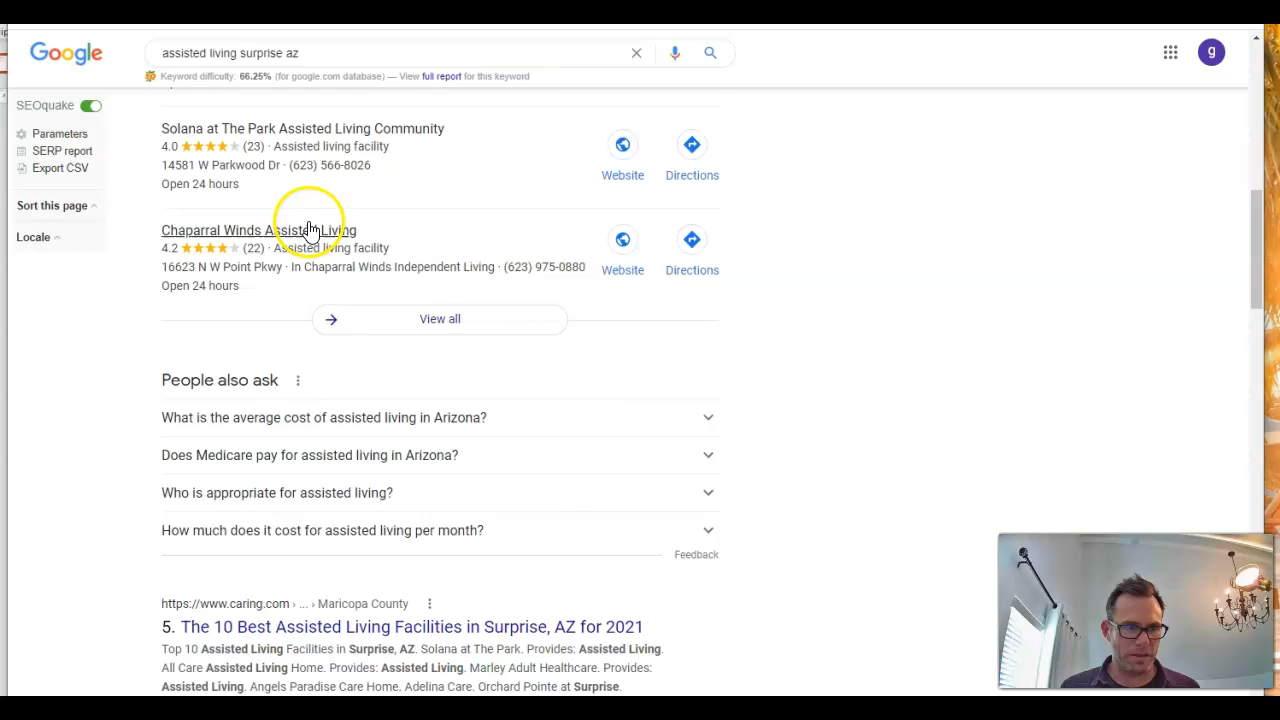 Google
assisted living surprise az
g
Keyword difficulty: 66.25% (for google.com database) — View full report for this keyword
SEOquake
Parameters
SERP report
Export CSV
Sort this page
Locale
Solana at The Park Assisted Living Community
4.0 (23) · Assisted living facility
14581 W Parkwood Dr · (623) 566-8026
Open 24 hours
Website
Directions
Chaparral Winds Assisted Living
4.2 (22) · Assisted living facility
16623 N W Point Pkwy · In Chaparral Winds Independent Living · (623) 975-0880
Open 24 hours
Website
Directions
View all
People also ask
What is the average cost of assisted living in Arizona?
Does Medicare pay for assisted living in Arizona?
Who is appropriate for assisted living?
How much does it cost for assisted living per month?
Feedback
https://www.caring.com › ... › Maricopa County
5. The 10 Best Assisted Living Facilities in Surprise, AZ for 2021
Top 10 Assisted Living Facilities in Surprise, AZ. Solana at The Park. Provides: Assisted Living.
All Care Assisted Living Home. Provides: Assisted Living. Marley Adult Healthcare. Provides:
Assisted Living. Angels Paradise Care Home. Adelina Care. Orchard Pointe at Surprise.